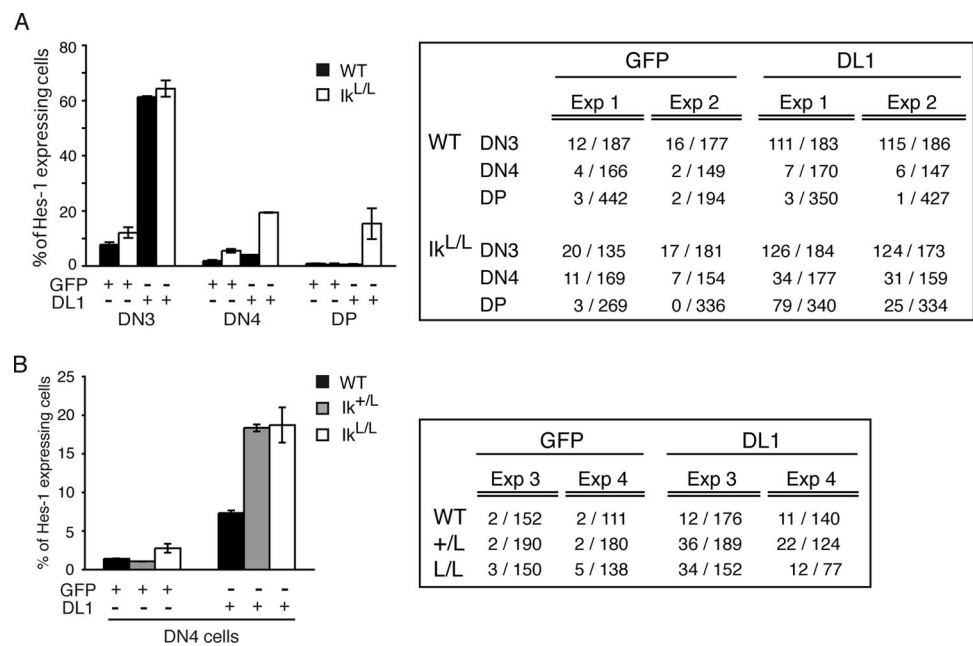 A
% of Hes-1 expressing cells
80
60
40
20
0
WT
Ik^L/L
GFP + + - - + + - - + + - -
DL1 - - + + - - + + - - + +
DN3 DN4 DP
GFP DL1
Exp 1 Exp 2 Exp 1 Exp 2
WT DN3 12 / 187 16 / 177 111 / 183 115 / 186
DN4 4 / 166 2 / 149 7 / 170 6 / 147
DP 3 / 442 2 / 194 3 / 350 1 / 427
Ik^L/L DN3 20 / 135 17 / 181 126 / 184 124 / 173
DN4 11 / 169 7 / 154 34 / 177 31 / 159
DP 3 / 269 0 / 336 79 / 340 25 / 334
B
% of Hes-1 expressing cells
25
20
15
10
5
0
WT
Ik^+/L
Ik^L/L
GFP + + + - - -
DL1 - - - + + +
DN4 cells
GFP DL1
Exp 3 Exp 4 Exp 3 Exp 4
WT 2 / 152 2 / 111 12 / 176 11 / 140
+/L 2 / 190 2 / 180 36 / 189 22 / 124
L/L 3 / 150 5 / 138 34 / 152 12 / 77